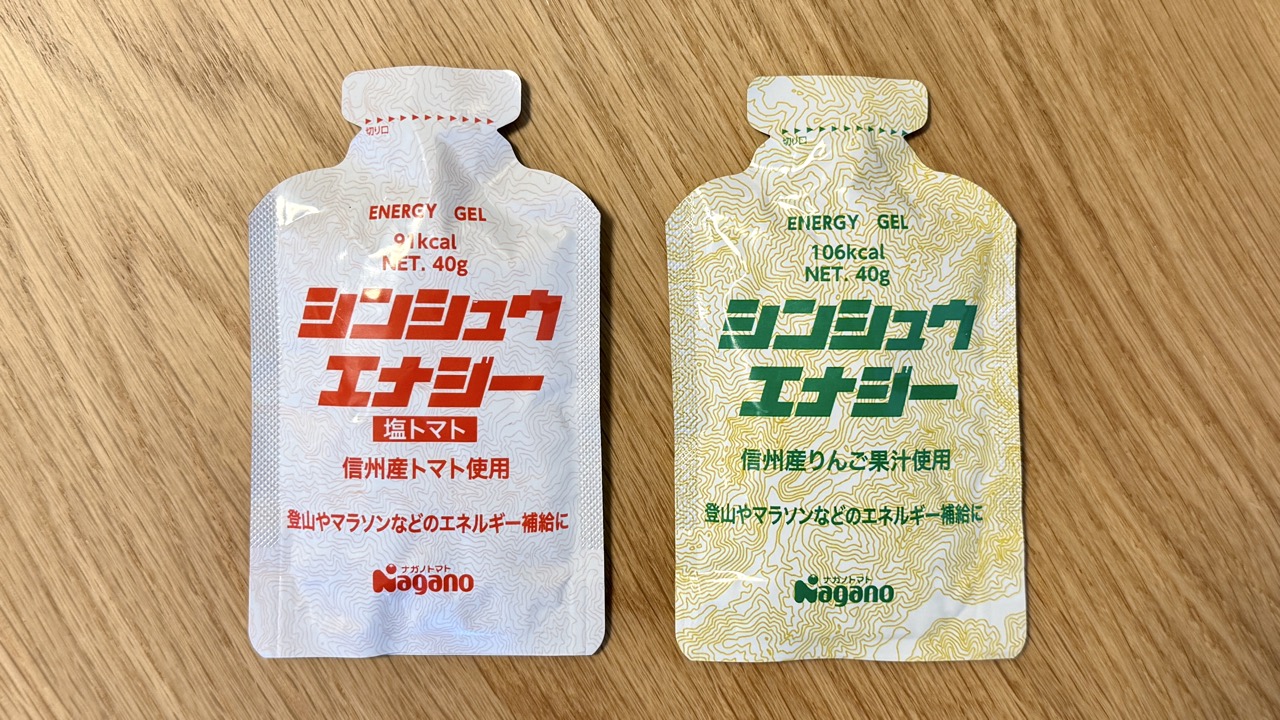 切り口
ENERGY GEL
91kcal
NET. 40g
シンシュウ
エナジー
塩トマト
信州産トマト使用
登山やマラソンなどのエネルギー補給に
ナガノトマト
Nagano
切り口
ENERGY GEL
106kcal
NET. 40g
シンシュウ
エナジー
信州産りんご果汁使用
登山やマラソンなどのエネルギー補給に
ナガノトマト
Nagano